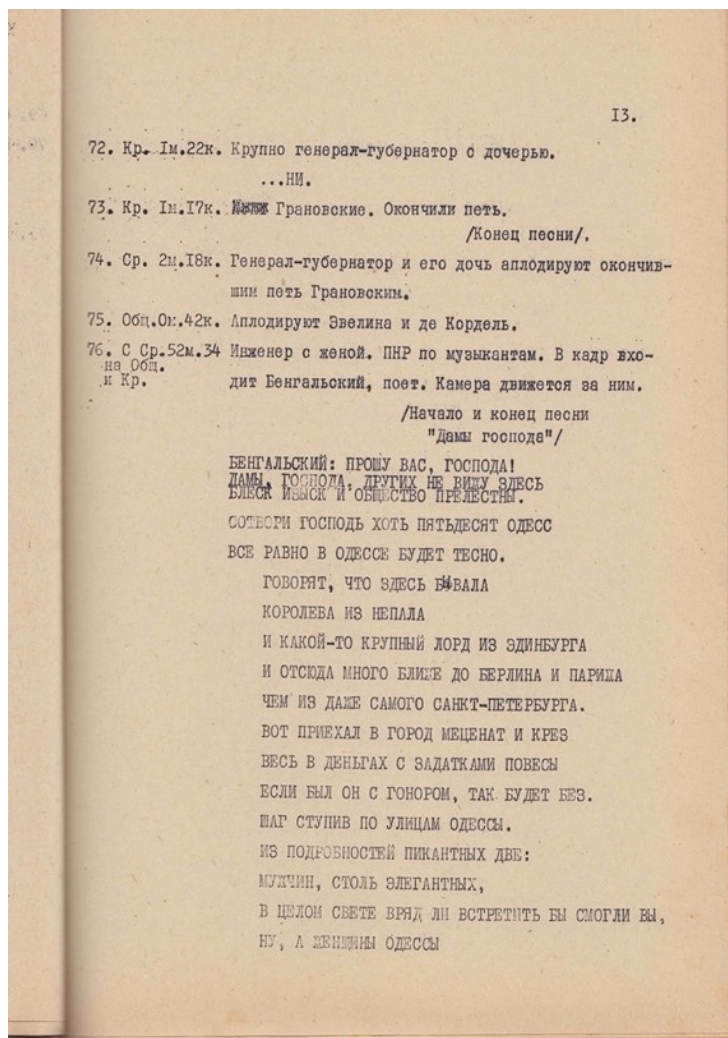 13.
72. Кр. Iм.22к. Крупно генерал-губернатор с дочерью.
...НИ.
73. Кр. Iм.I7к. Грановские. Окончили петь.
/Конец песни/.
74. Ср. 2м.I8к. Генерал-губернатор и его дочь аплодируют окончив-
шим петь Грановским.
75. Общ.0м.42к. Аплодируют Эвелина и де Кордель.
76. С Ср.52м.34 Инженер с женой. ПНР по музыкантам. В кадр вхо-
на Общ.
и Кр. дит Бенгальский, поет. Камера движется за ним.
/Начало и конец песни
"Дамы господа"/
БЕНГАЛЬСКИЙ: ПРОШУ ВАС, ГОСПОДА!
ДАМЫ, ГОСПОДА. ДРУГИХ НЕ ВИЖУ ЗДЕСЬ
БЛЕСК ИЗЫСК И ОБЩЕСТВО ПРЕЛЕСТНЫ.
СОТВОРИ ГОСПОДЬ ХОТЬ ПЯТЬДЕСЯТ ОДЕСС
ВСЕ РАВНО В ОДЕССЕ БУДЕТ ТЕСНО.
ГОВОРЯТ, ЧТО ЗДЕСЬ БЫВАЛА
КОРОЛЕВА ИЗ НЕПАЛА
И КАКОЙ-ТО КРУПНЫЙ ЛОРД ИЗ ЭДИНБУРГА
И ОТСЮДА МНОГО БЛИЖЕ ДО БЕРЛИНА И ПАРИЖА
ЧЕМ ИЗ ДАЖЕ САМОГО САНКТ-ПЕТЕРБУРГА.
ВОТ ПРИЕХАЛ В ГОРОД МЕЦЕНАТ И КРЕЗ
ВЕСЬ В ДЕНЬГАХ С ЗАДАТКАМИ ПОВЕСЫ
ЕСЛИ БЫЛ ОН С ГОНОРОМ, ТАК БУДЕТ БЕЗ.
ШАГ СТУПИВ ПО УЛИЦАМ ОДЕССЫ.
ИЗ ПОДРОБНОСТЕЙ ПИКАНТНЫХ ДВЕ:
МУЖЧИН, СТОЛЬ ЭЛЕГАНТНЫХ,
В ЦЕЛОМ СВЕТЕ ВРЯД ЛИ ВСТРЕТИТЬ БЫ СМОГЛИ ВЫ,
НУ, А ЖЕНЩИНЫ ОДЕССЫ